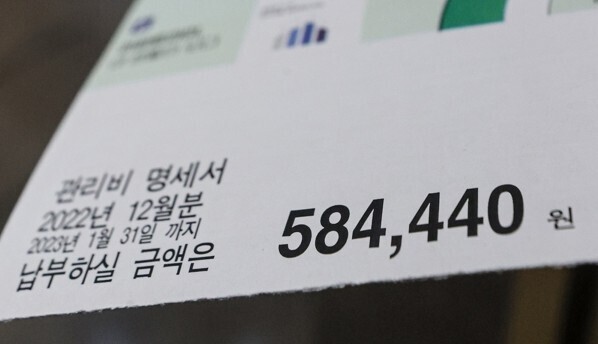 관리비 명세서
2022년 12월분
2023년 1월 31일 까지
납부하실 금액은 584,440 원